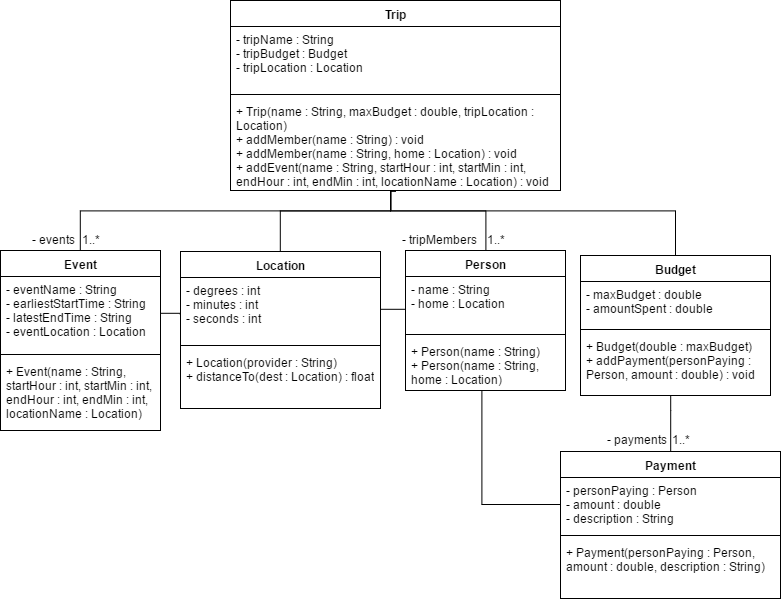 Trip
- tripName : String
- tripBudget : Budget
- tripLocation : Location
+ Trip(name : String, maxBudget : double, tripLocation :
Location)
+ addMember(name : String) : void
+ addMember(name : String, home : Location) : void
+ addEvent(name : String, startHour : int, startMin : int,
endHour : int, endMin : int, locationName : Location) : void
- events 1..*
- tripMembers 1..*
Event
- eventName : String
- earliestStartTime : String
- latestEndTime : String
- eventLocation : Location
+ Event(name : String,
startHour : int, startMin : int,
endHour : int, endMin : int,
locationName : Location)
Location
- degrees : int
- minutes : int
- seconds : int
+ Location(provider : String)
+ distanceTo(dest : Location) : float
Person
- name : String
- home : Location
+ Person(name : String)
+ Person(name : String,
home : Location)
Budget
- maxBudget : double
- amountSpent : double
+ Budget(double : maxBudget)
+ addPayment(personPaying :
Person, amount : double) : void
- payments 1..*
Payment
- personPaying : Person
- amount : double
- description : String
+ Payment(personPaying : Person,
amount : double, description : String)